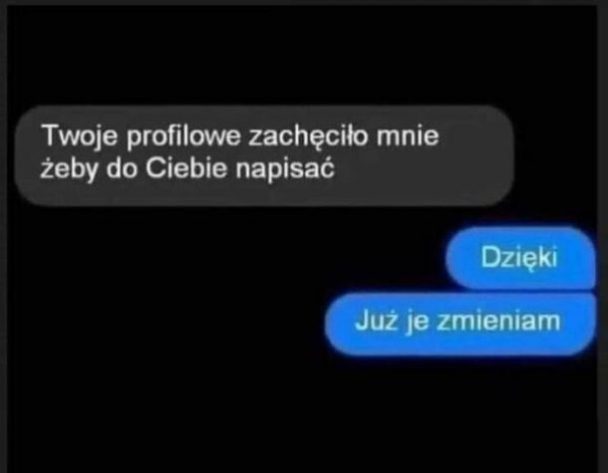 Twoje profilowe zachęciło mnie
żeby do Ciebie napisać
Dzięki
Już je zmieniam